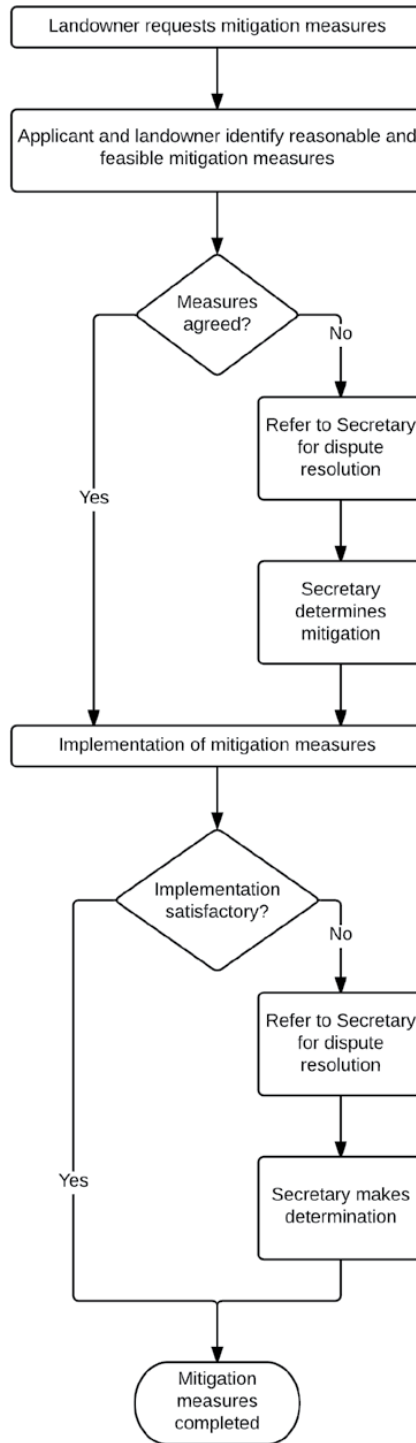 Landowner requests mitigation measures
Applicant and landowner identify reasonable and
feasible mitigation measures
Measures
agreed?
No
Refer to Secretary
for dispute
resolution
Yes
Secretary
determines
mitigation
Implementation of mitigation measures
Implementation
satisfactory?
No
Refer to Secretary
for dispute
resolution
Yes
Secretary makes
determination
Mitigation
measures
completed